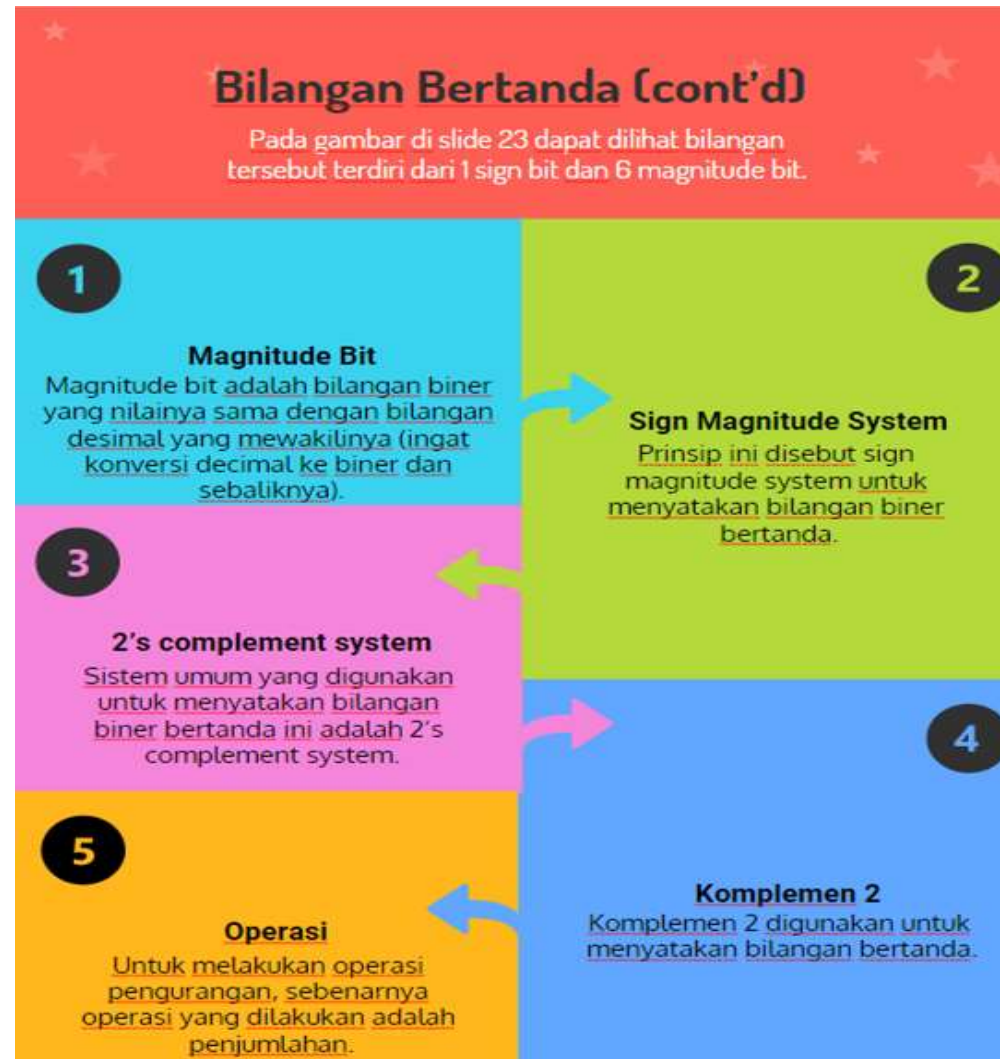 Bilangan Bertanda (cont'd)
Pada gambar di slide 23 dapat dilihat bilangan
tersebut terdiri dari 1 sign bit dan 6 magnitude bit.
1
Magnitude Bit
Magnitude bit adalah bilangan biner
yang nilainya sama dengan bilangan
desimal yang mewakilinya (ingat
konversi decimal ke biner dan
sebaliknya).
2
Sign Magnitude System
Prinsip ini disebut sign
magnitude system untuk
menyatakan bilangan biner
bertanda.
3
2's complement system
Sistem umum yang digunakan
untuk menyatakan bilangan
biner bertanda ini adalah 2's
complement system.
4
Komplemen 2
Komplemen 2 digunakan untuk
menyatakan bilangan bertanda.
5
Operasi
Untuk melakukan operasi
pengurangan, sebenarnya
operasi yang dilakukan adalah
penjumlahan.